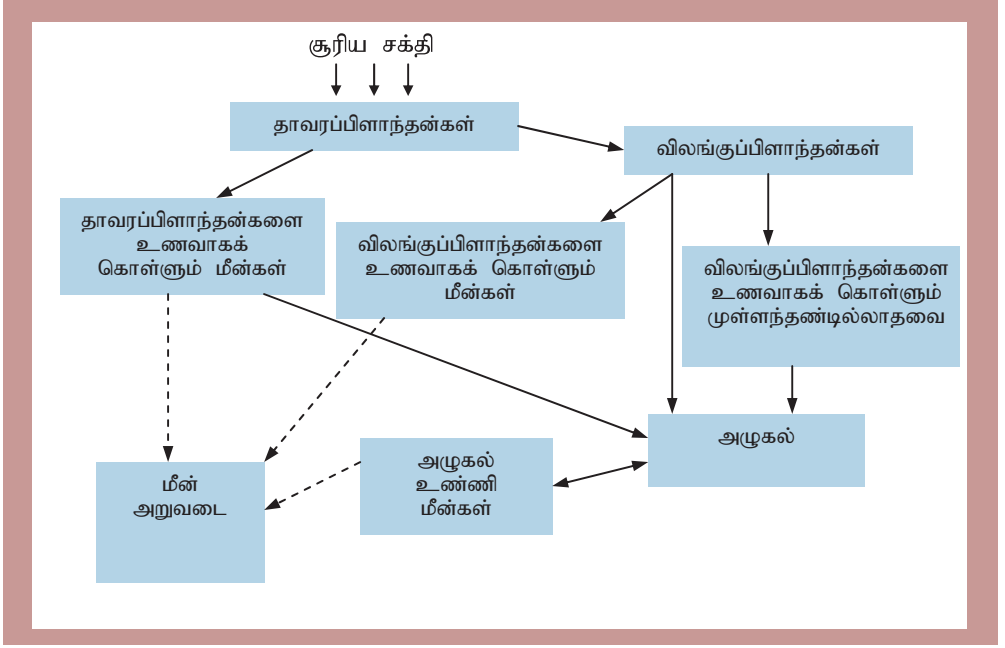 சூரிய சக்தி
தாவரப்பிளாந்தன்கள்
விலங்குப்பிளாந்தன்கள்
தாவரப்பிளாந்தன்களை
உணவாகக்
கொள்ளும் மீன்கள்
விலங்குப்பிளாந்தன்களை
உணவாகக் கொள்ளும்
மீன்கள்
விலங்குப்பிளாந்தன்களை
உணவாகக் கொள்ளும்
முள்ளந்தண்டில்லாதவை
அழுகல்
அழுகல்
உண்ணி
மீன்கள்
மீன்
அறுவடை